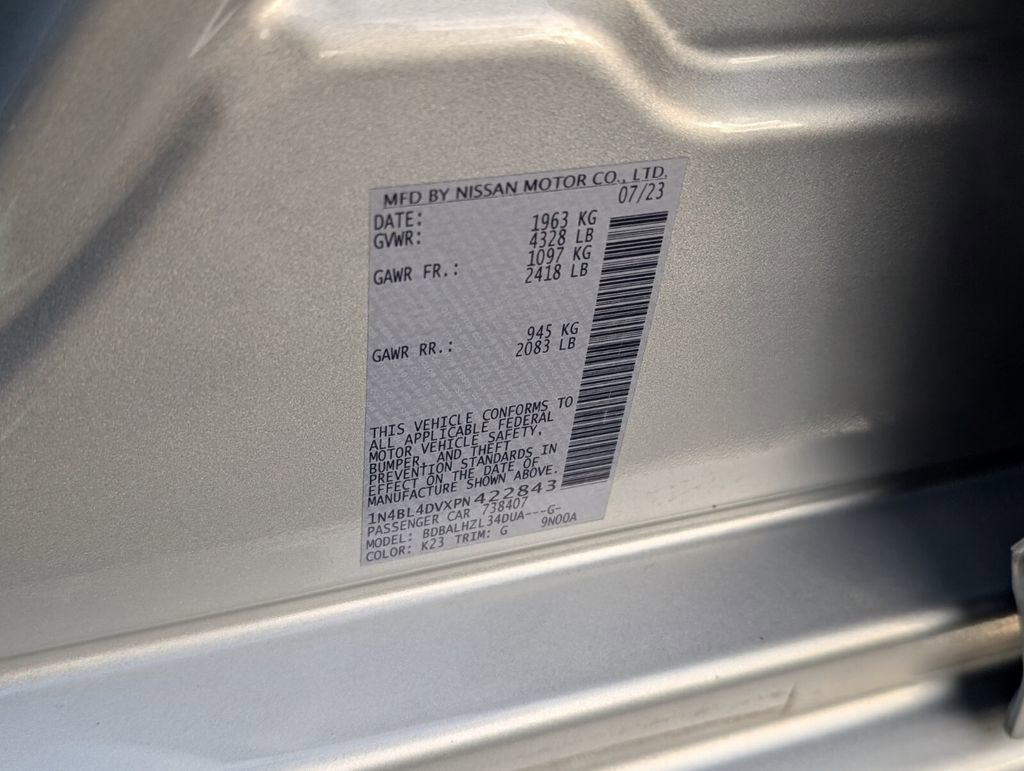 MFD BY NISSAN MOTOR CO., LTD.
DATE: 07/23
GVWR: 1963 KG
4328 LB
GAWR FR.: 1097 KG
2418 LB
GAWR RR.: 945 KG
2083 LB
THIS VEHICLE CONFORMS TO
ALL APPLICABLE FEDERAL
MOTOR VEHICLE SAFETY,
BUMPER, AND THEFT
PREVENTION STANDARDS IN
EFFECT ON THE DATE OF
MANUFACTURE SHOWN ABOVE.
1N4BL4DVXPN422843
PASSENGER CAR 738407
MODEL: BDBALHZL34DUA---G-
COLOR: K23 TRIM: G 9N00A